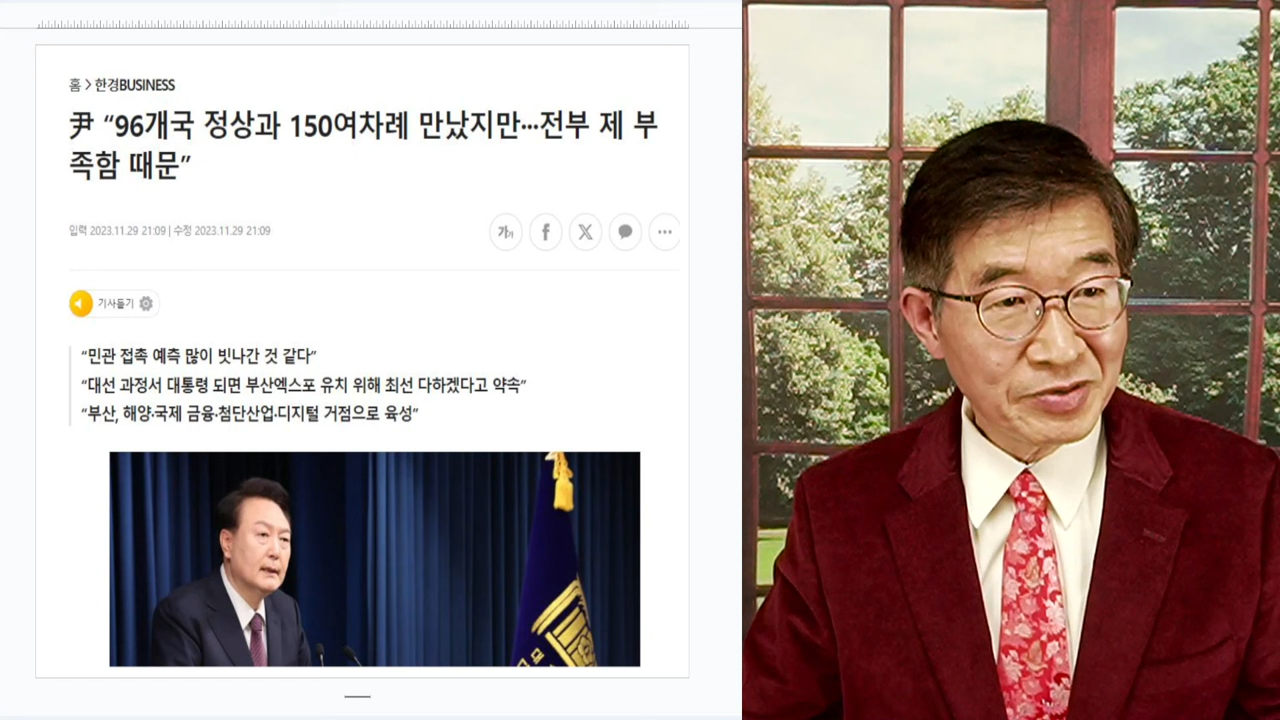 홈 > 한경BUSINESS
尹 “96개국 정상과 150여차례 만났지만…전부 제 부
족함 때문”
입력 2023.11.29 21:09 | 수정 2023.11.29 21:09
가가
기사듣기
“민관 접촉 예측 많이 빗나간 것 같다”
“대선 과정서 대통령 되면 부산엑스포 유치 위해 최선 다하겠다고 약속”
“부산, 해양·국제 금융·첨단산업·디지털 거점으로 육성”
대